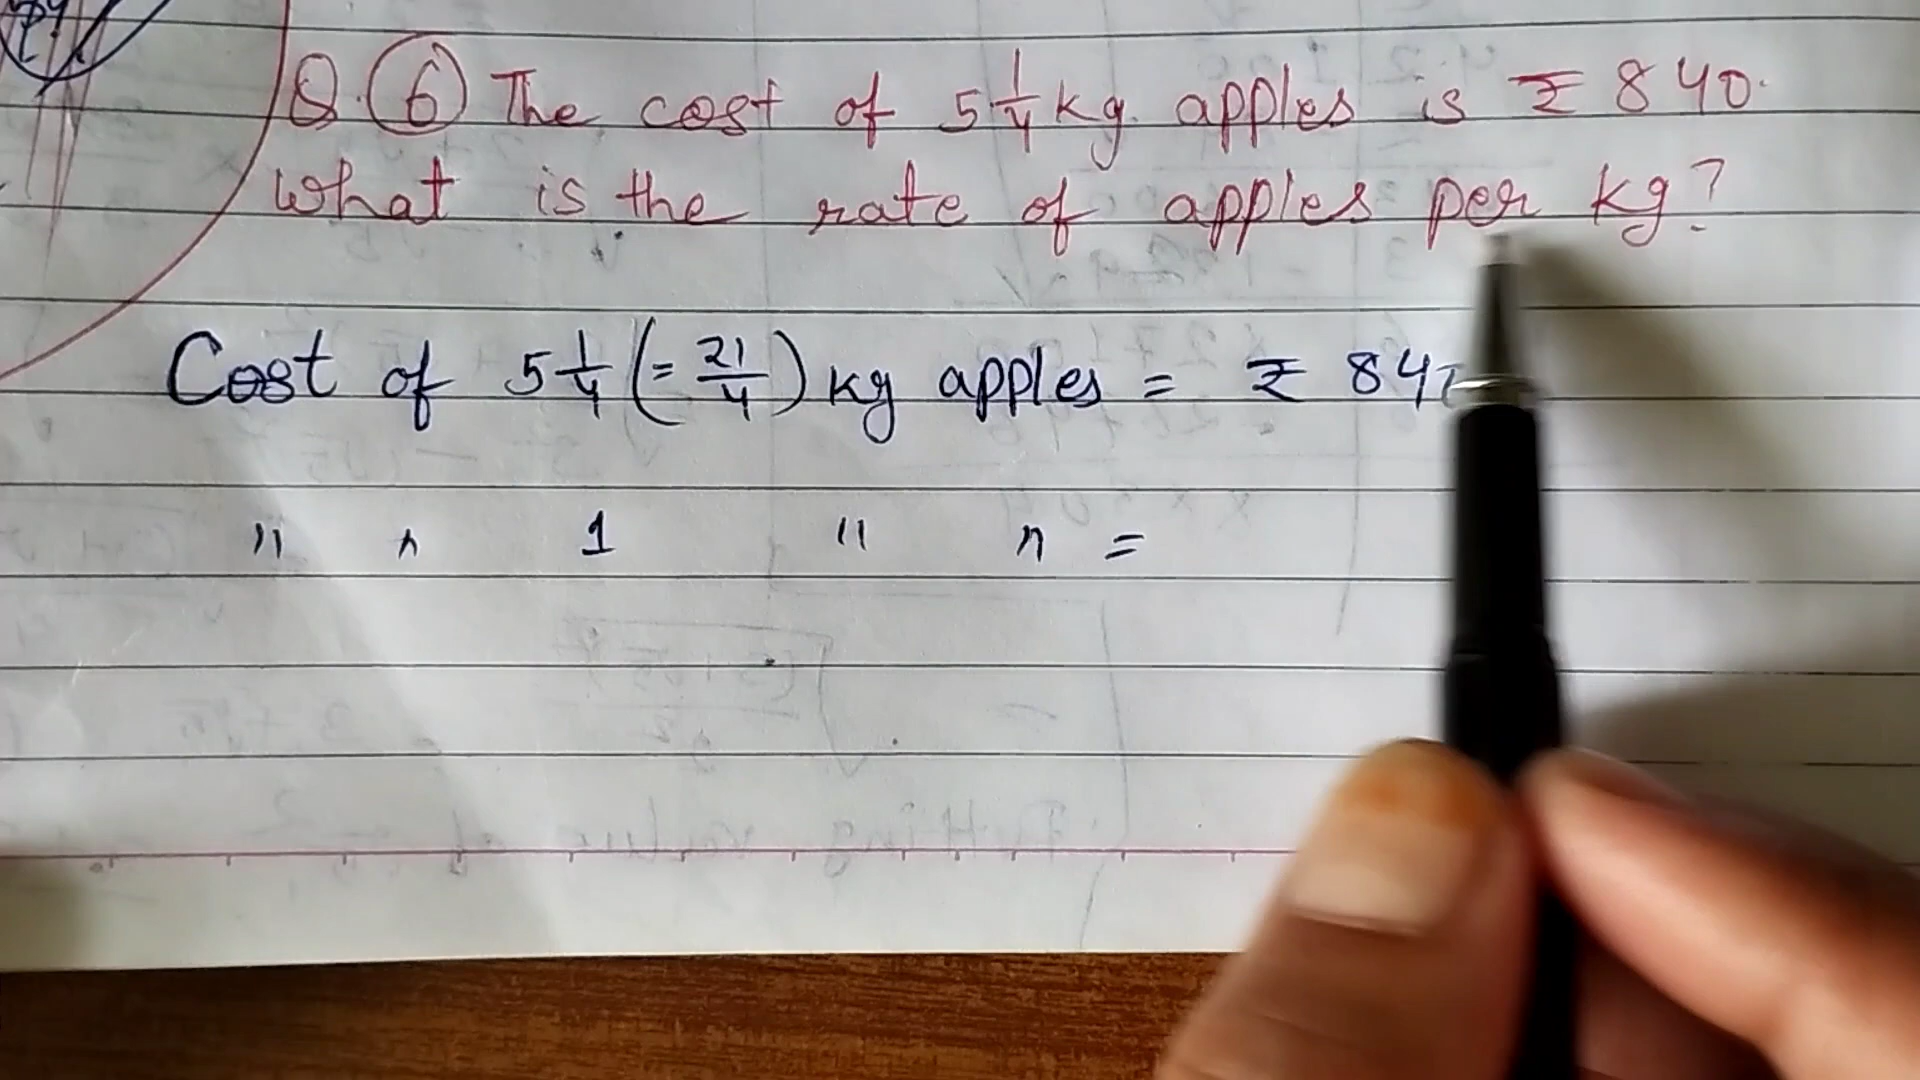 Q. 6 The cost of 5 1/4 kg. apples is ₹ 840.
What is the rate of apples per kg?
Cost of 5 1/4 (= 21/4) kg apples = ₹ 840
" " 1 " " =